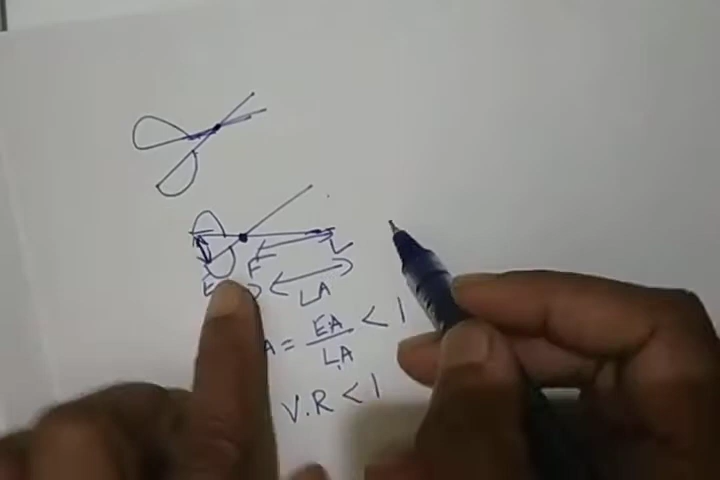 L
F
E
LA
A = EA / LA < 1
V.R < 1